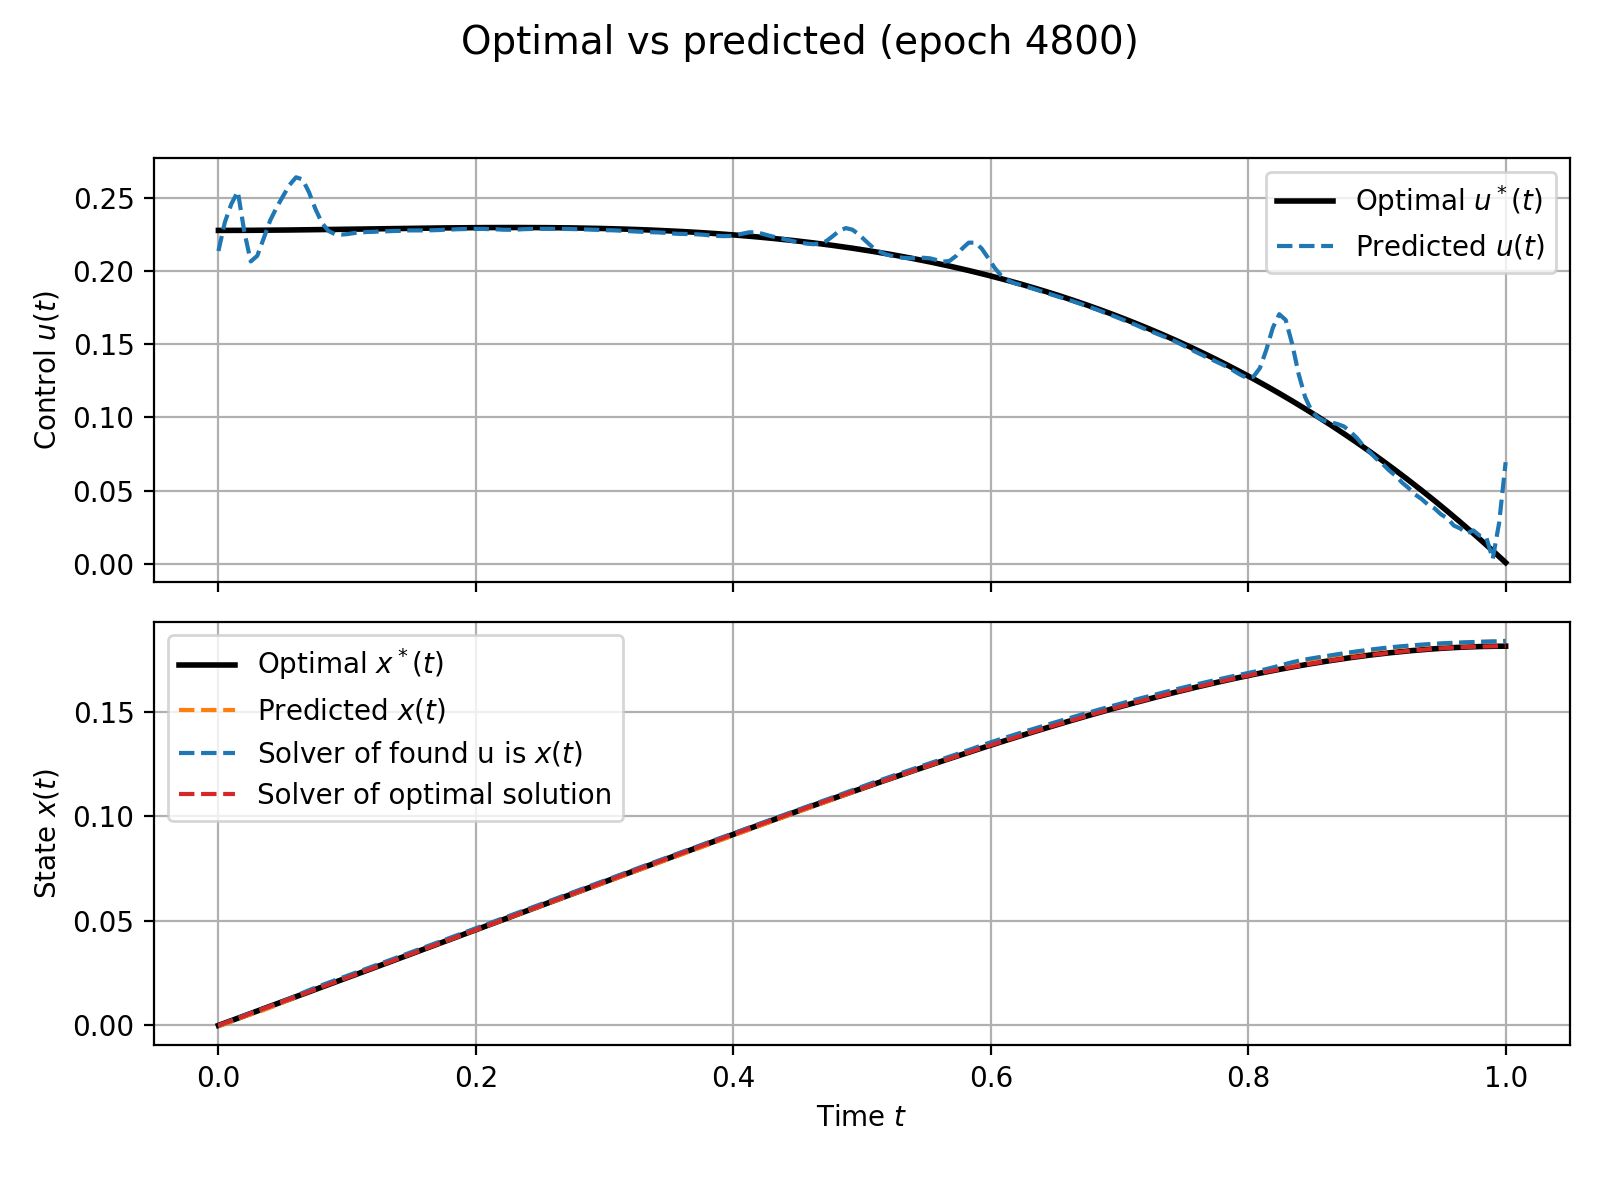 Optimal vs predicted (epoch 4800)
Control u(t)
0.25
0.20
0.15
0.10
0.05
0.00
Optimal u*(t)
Predicted u(t)
State x(t)
0.15
0.10
0.05
0.00
Optimal x*(t)
Predicted x(t)
Solver of found u is x(t)
Solver of optimal solution
0.0 0.2 0.4 0.6 0.8 1.0
Time t